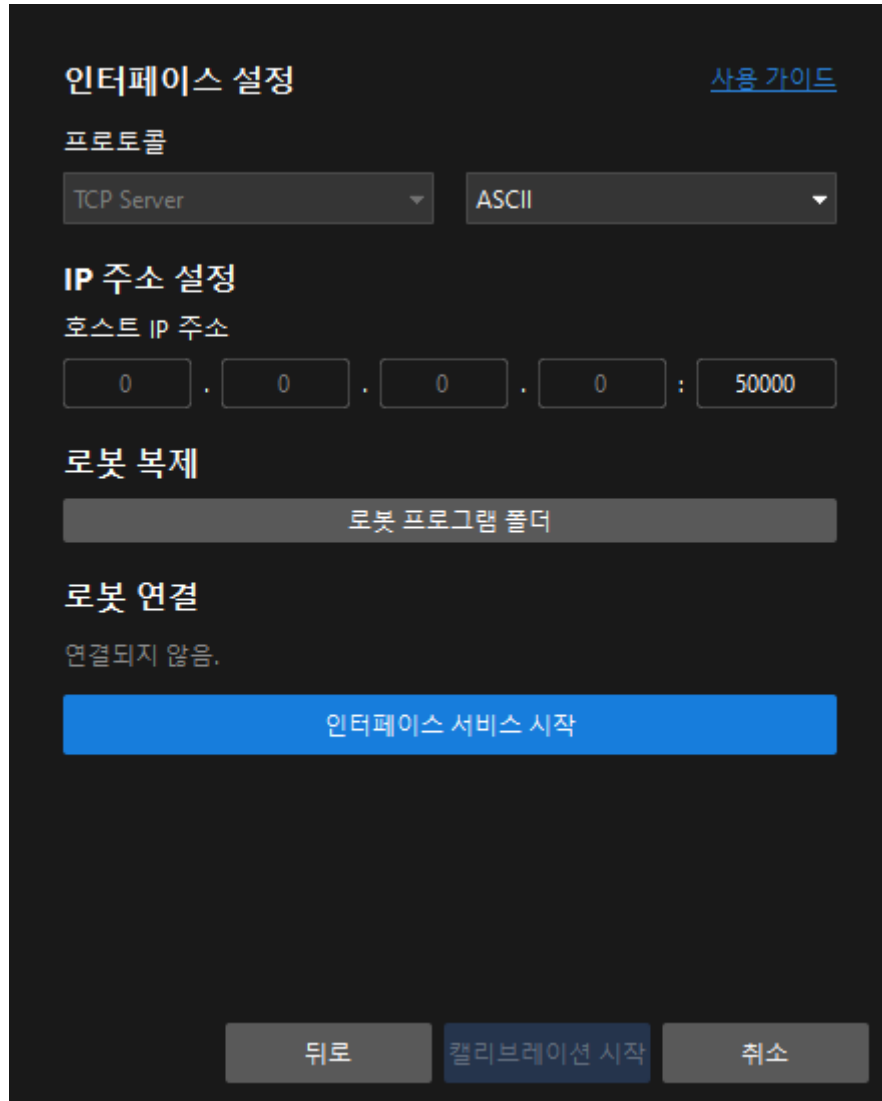 인터페이스 설정 사용 가이드
프로토콜
TCP Server ASCII
IP 주소 설정
호스트 IP 주소
0 . 0 . 0 . 0 : 50000
로봇 복제
로봇 프로그램 폴더
로봇 연결
연결되지 않음.
인터페이스 서비스 시작
뒤로 캘리브레이션 시작 취소